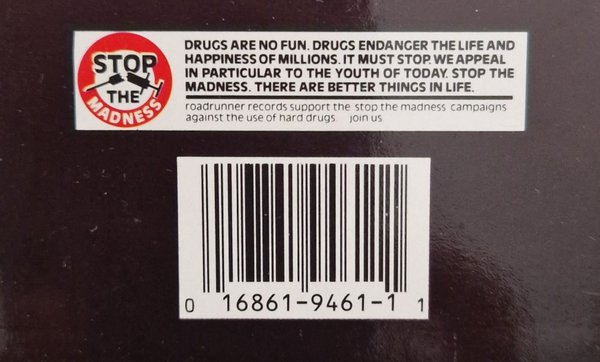 STOP
THE
MADNESS
DRUGS ARE NO FUN. DRUGS ENDANGER THE LIFE AND
HAPPINESS OF MILLIONS. IT MUST STOP. WE APPEAL
IN PARTICULAR TO THE YOUTH OF TODAY. STOP THE
MADNESS. THERE ARE BETTER THINGS IN LIFE.
roadrunner records support the stop the madness campaigns
against the use of hard drugs join us
0 16861-9461-1 1